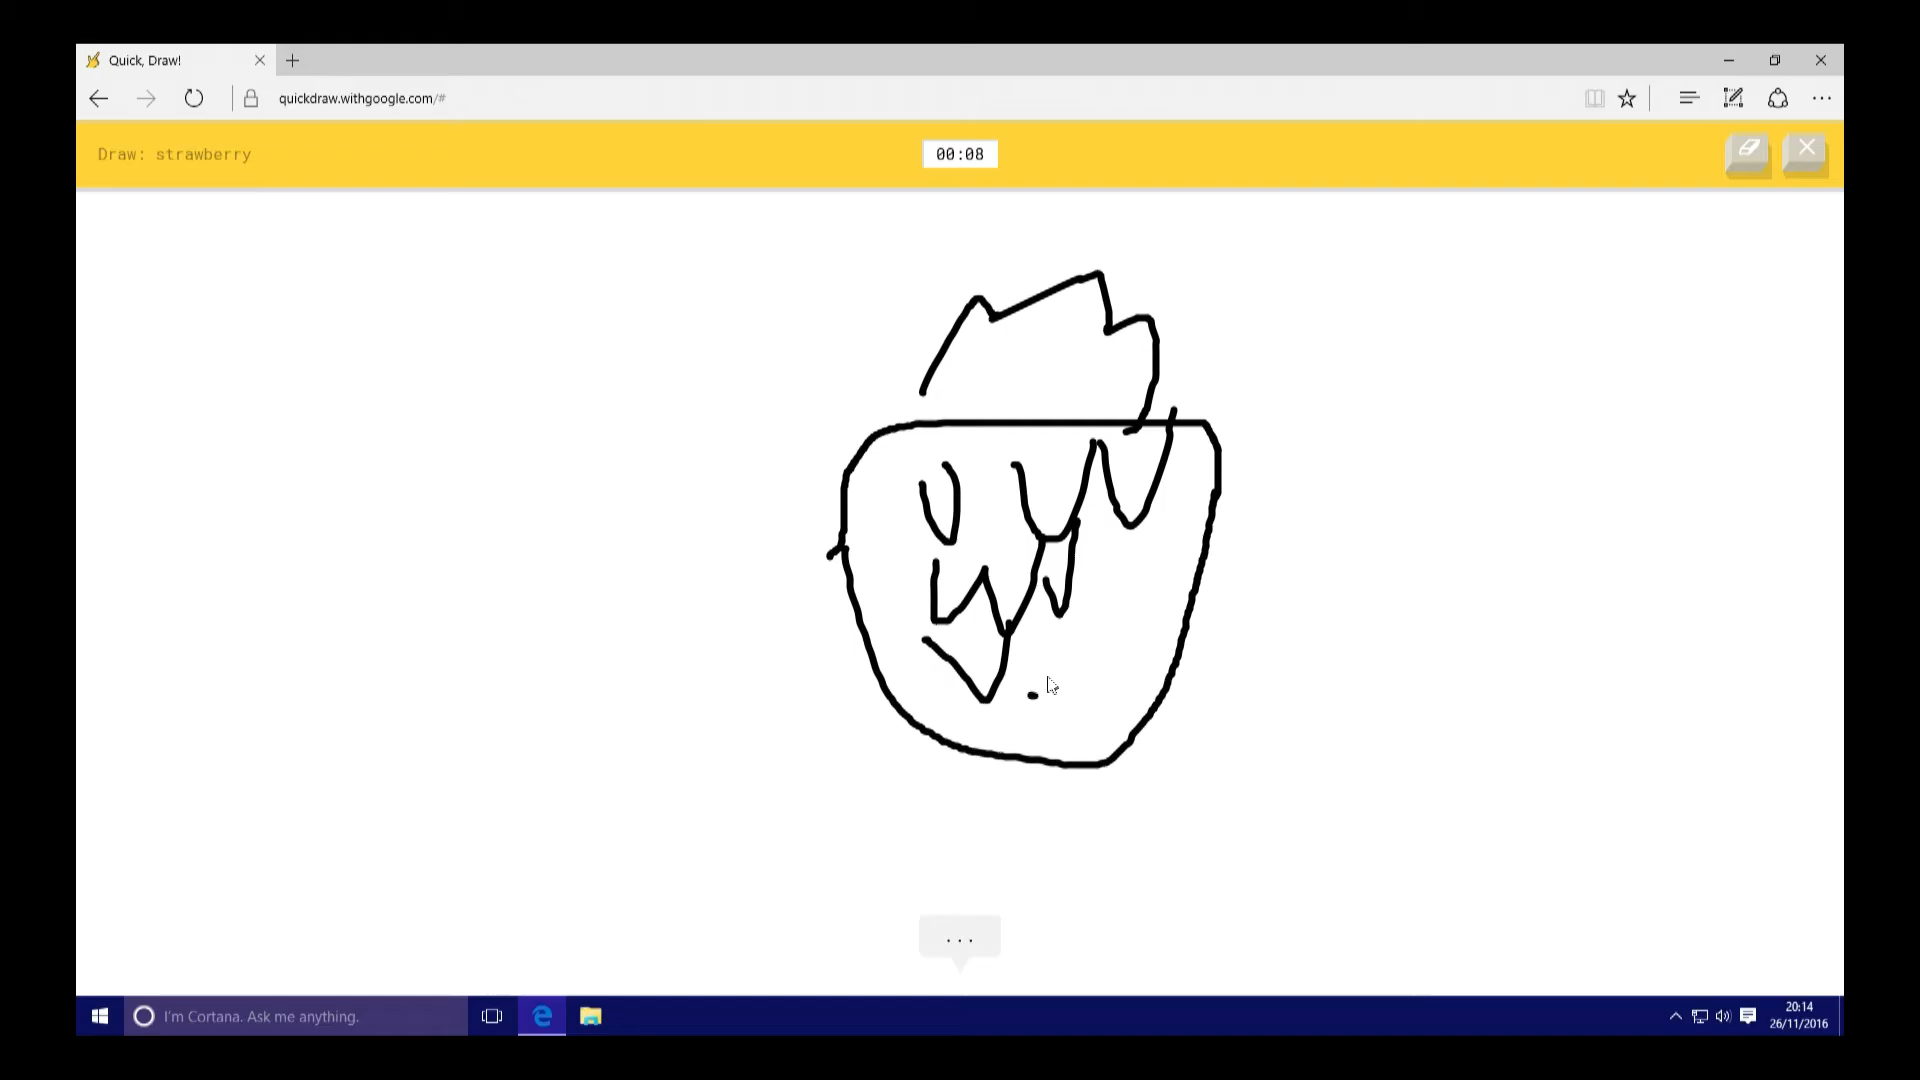 Quick, Draw!
quickdraw.withgoogle.com/#
Draw: strawberry
00:08
...
I'm Cortana. Ask me anything.
20:14
26/11/2016